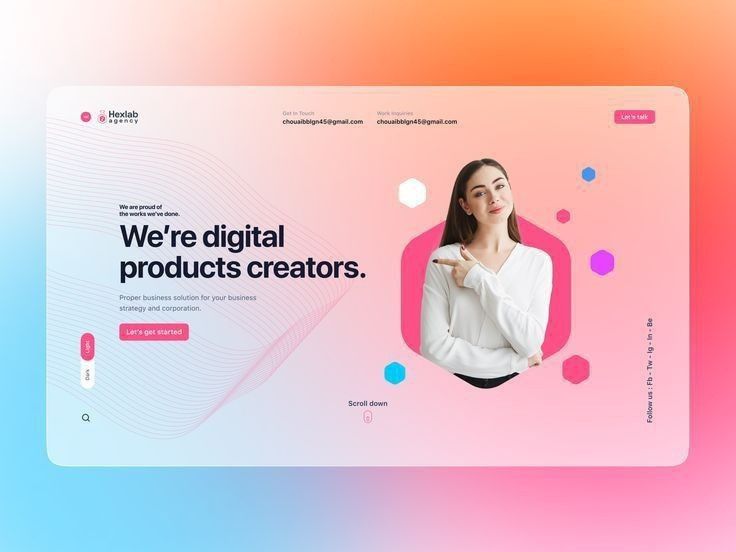 Hexlab
agency
Get In Touch
chouaibblgn45@gmail.com
Work Inquiries
chouaibblgn45@gmail.com
Let's talk
We are proud of
the works we've done.
We're digital
products creators.
Proper business solution for your business
strategy and corporation.
Let's get started
Light
Dark
Scroll down
Follow us : Fb - Tw - Ig - In - Be